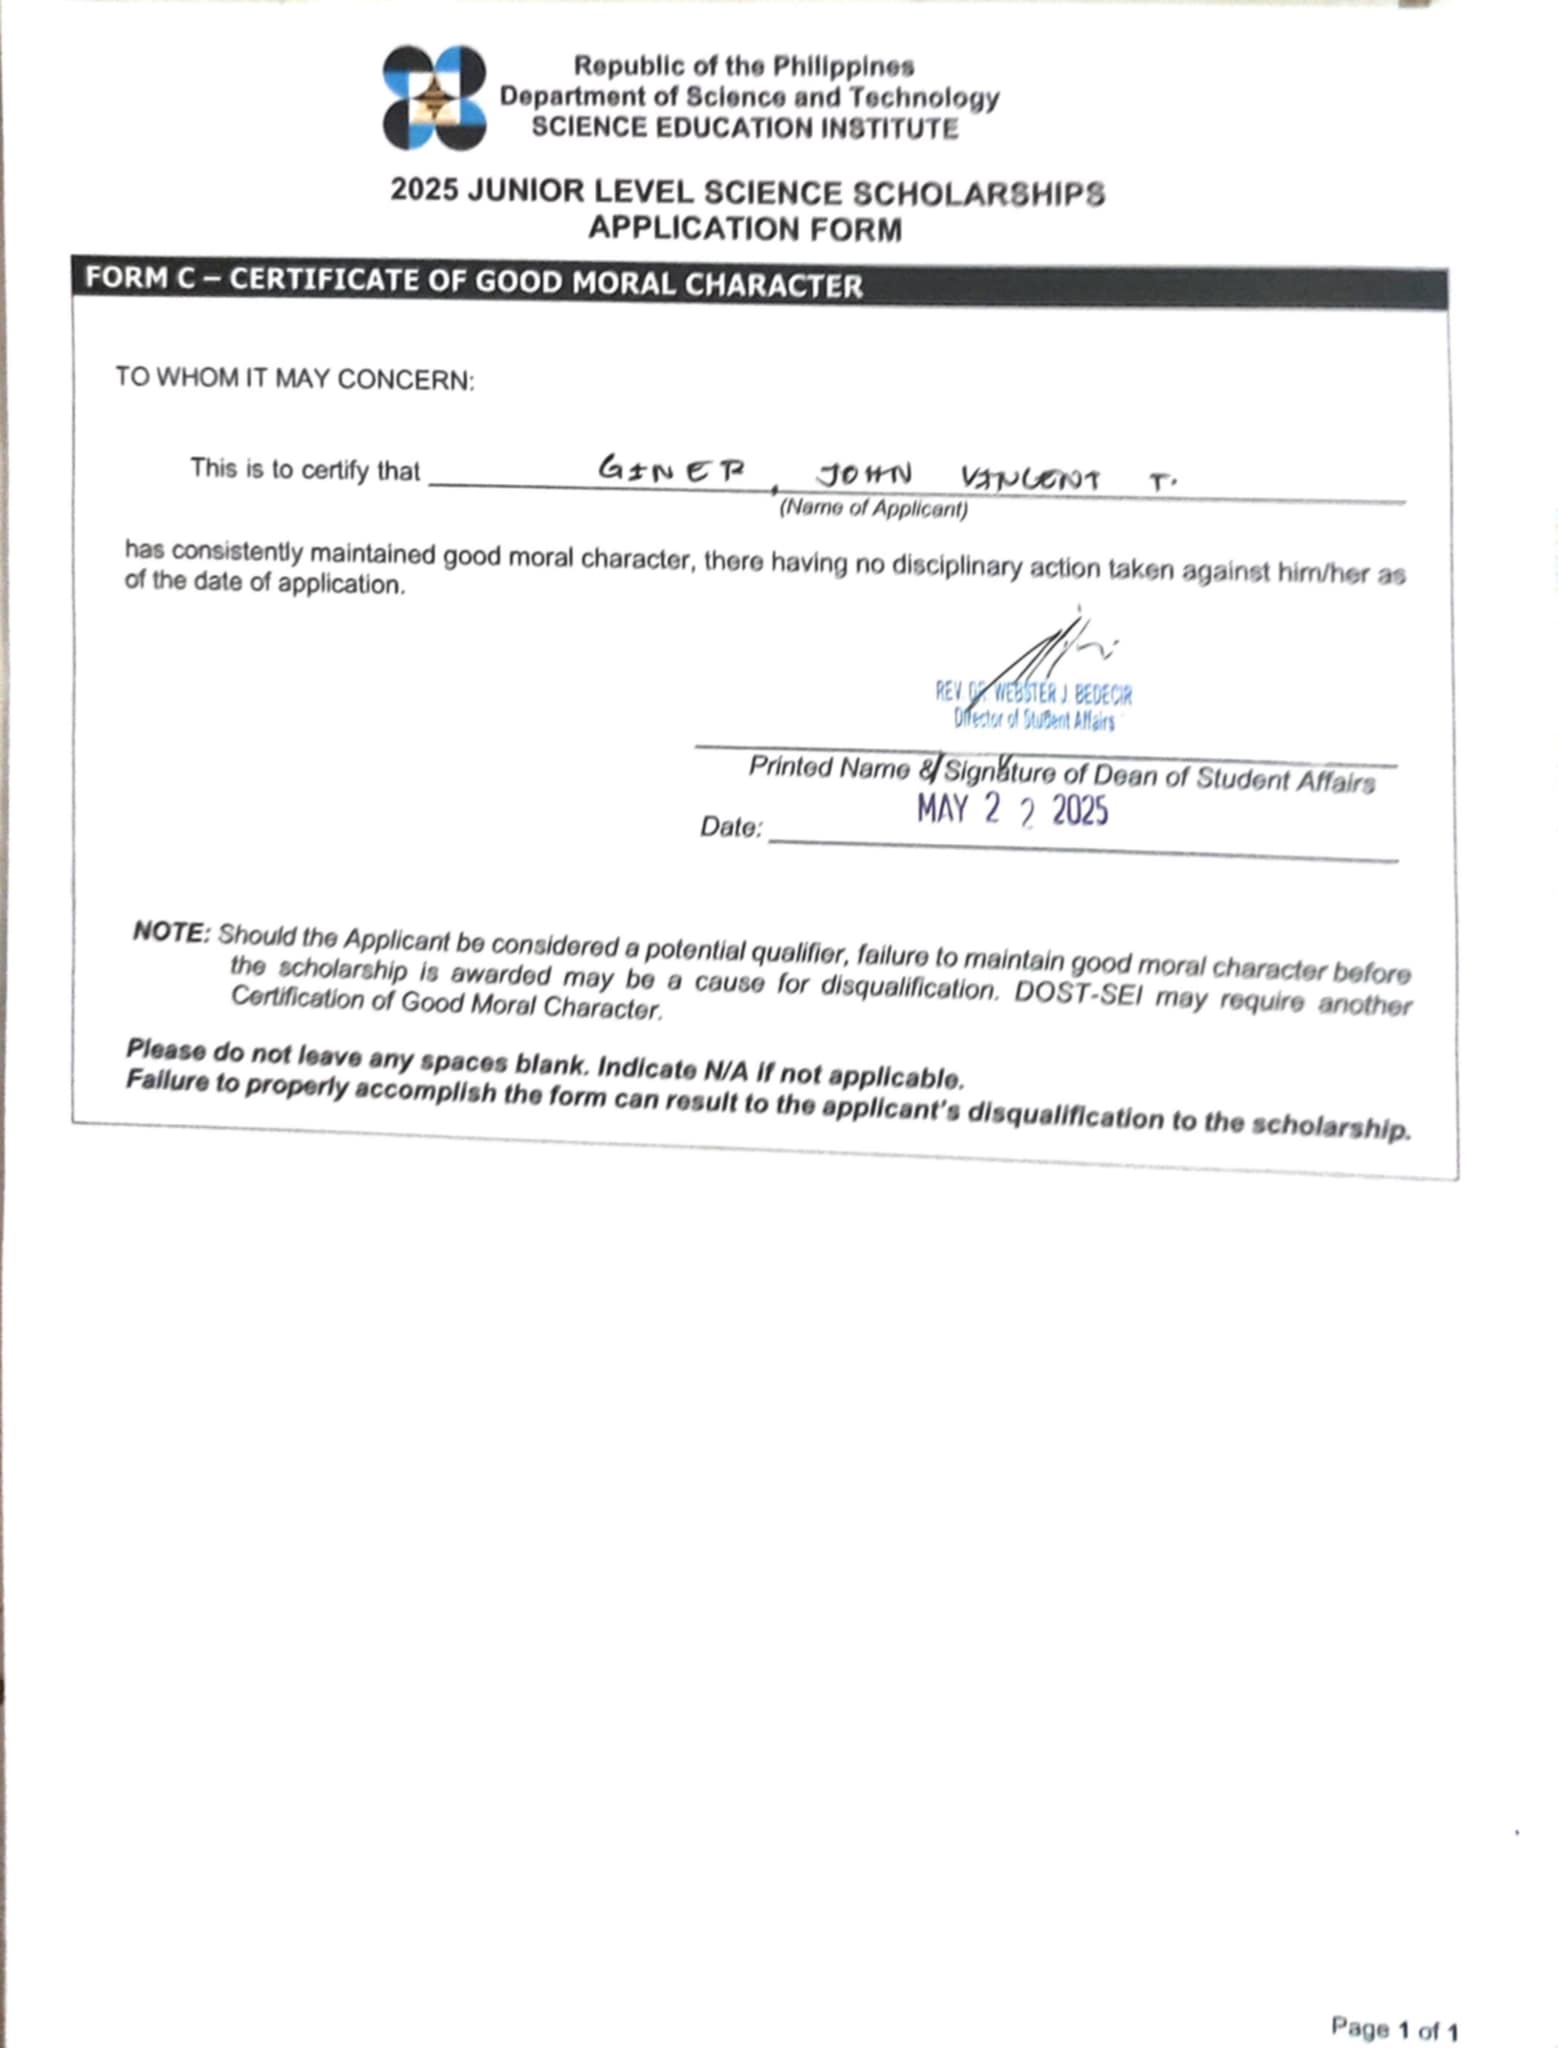 Republic of the Philippines
Department of Science and Technology
SCIENCE EDUCATION INSTITUTE
2025 JUNIOR LEVEL SCIENCE SCHOLARSHIPS
APPLICATION FORM
FORM C – CERTIFICATE OF GOOD MORAL CHARACTER
TO WHOM IT MAY CONCERN:
This is to certify that GINER, JOHN VINCENT T.
(Name of Applicant)
has consistently maintained good moral character, there having no disciplinary action taken against him/her as
of the date of application.
REV DR. WEBSTER J. BEDECIR
Director of Student Affairs
Printed Name & Signature of Dean of Student Affairs
MAY 2 2 2025
Date:
NOTE: Should the Applicant be considered a potential qualifier, failure to maintain good moral character before
the scholarship is awarded may be a cause for disqualification. DOST-SEI may require another
Certification of Good Moral Character.
Please do not leave any spaces blank. Indicate N/A if not applicable.
Failure to properly accomplish the form can result to the applicant's disqualification to the scholarship.
Page 1 of 1